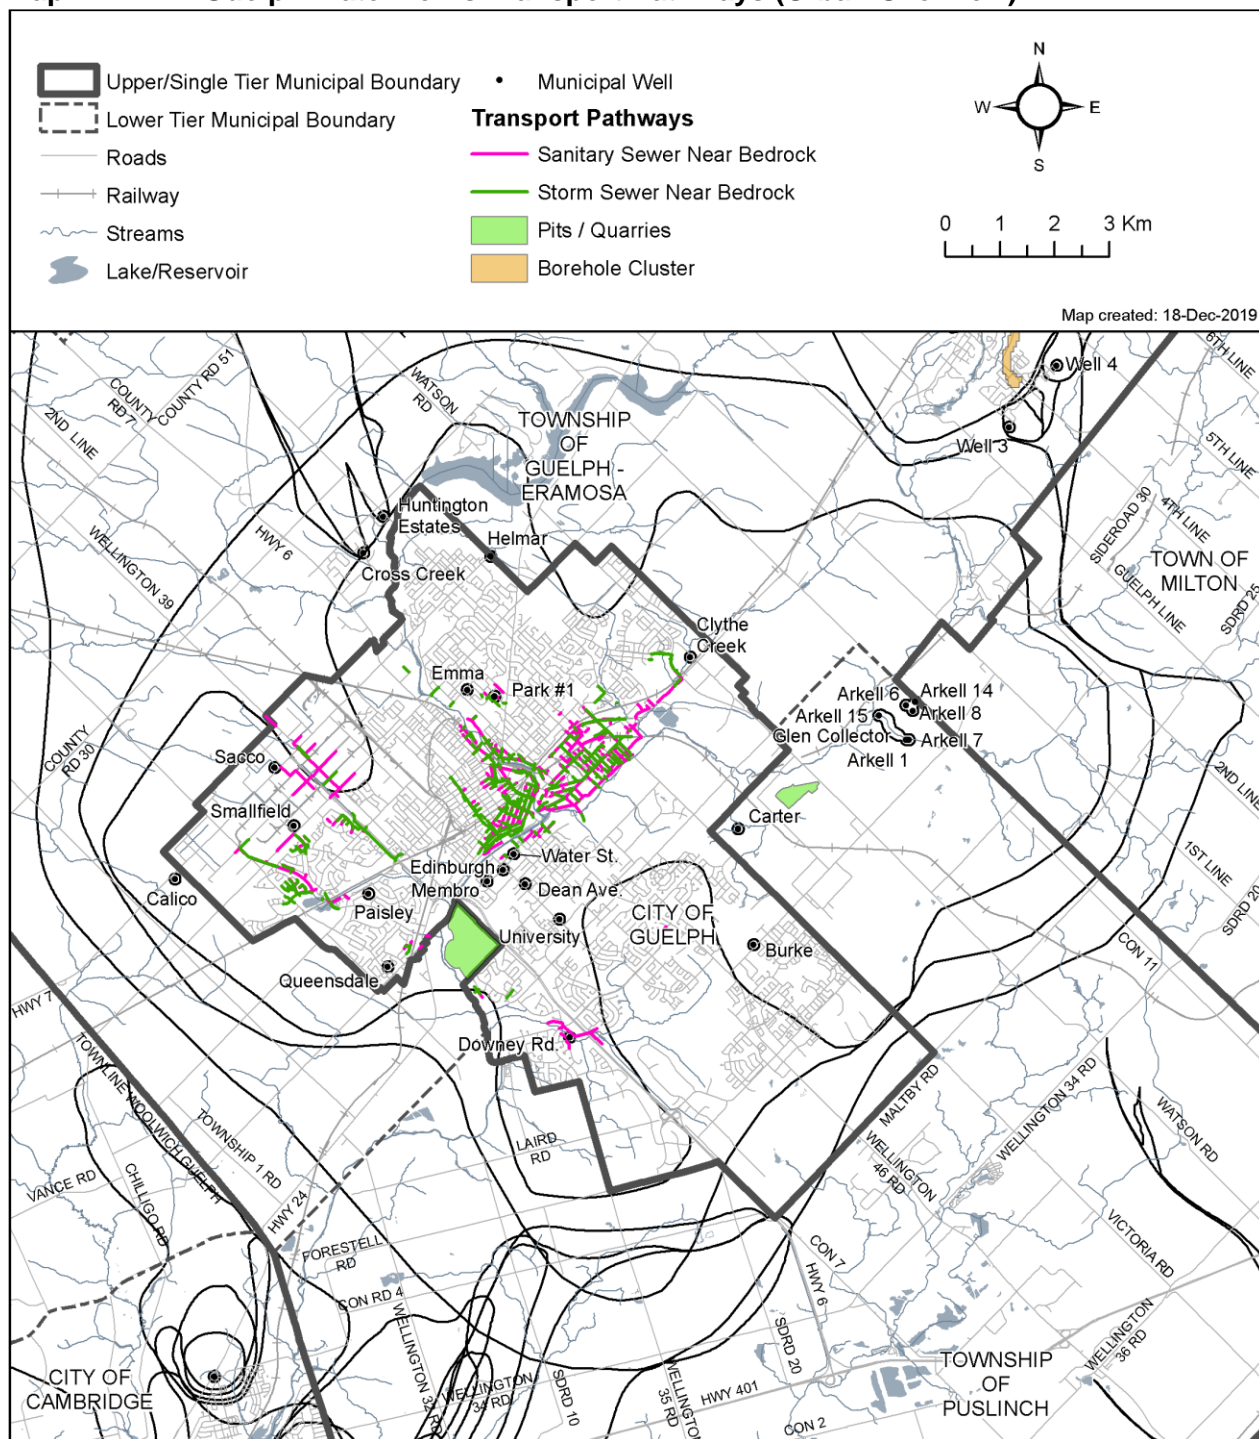 Upper/Single Tier Municipal Boundary
Lower Tier Municipal Boundary
Roads
Railway
Streams
Lake/Reservoir
Municipal Well
Transport Pathways
Sanitary Sewer Near Bedrock
Storm Sewer Near Bedrock
Pits / Quarries
Borehole Cluster
N
W
E
S
0 1 2 3 Km
Map created: 18-Dec-2019
COUNTY RD 51
COUNTY
RD 7
2ND LINE
WATSON
RD
TOWNSHIP
OF
GUELPH -
ERAMOSA
Well 4
Well 3
6TH LINE
5TH LINE
4TH LINE
SIDEROAD 30
GUELPH LINE
TOWN OF
MILTON
SDRD 25
HWY 6
WELLINGTON 39
Huntington
Estates
Helmar
Cross Creek
Clythe
Creek
Emma
Park #1
Arkell 6
Arkell 14
Arkell 15
Arkell 8
Glen Collector
Arkell 7
Arkell 1
COUNTY
RD 30
Sacco
Smallfield
Carter
2ND LINE
1ST LINE
SDRD 20
Water St.
Edinburgh
Membro
Dean Ave
Calico
Paisley
University
CITY OF
GUELPH
Burke
CON 11
Queensdale
HWY 7
Downey Rd.
TOWNLINE WOOLWICH GUELPH
TOWNSHIP 1 RD
LAIRD
RD
MALTBY RD
WELLINGTON 34 RD
WELLINGTON
46 RD
WATSON RD
VANCE RD
CHILLIGO RD
HWY 24
FORESTELL
RD
CON RD 4
CON 7
HWY 6
VICTORIA RD
WELLINGTON
36 RD
CITY OF
CAMBRIDGE
WELLINGTON 32 RD
WELLINGTON
34 RD
SDRD 10
WELLINGTON
35 RD
SDRD 20
HWY 401
CON 2
TOWNSHIP
OF
PUSLINCH